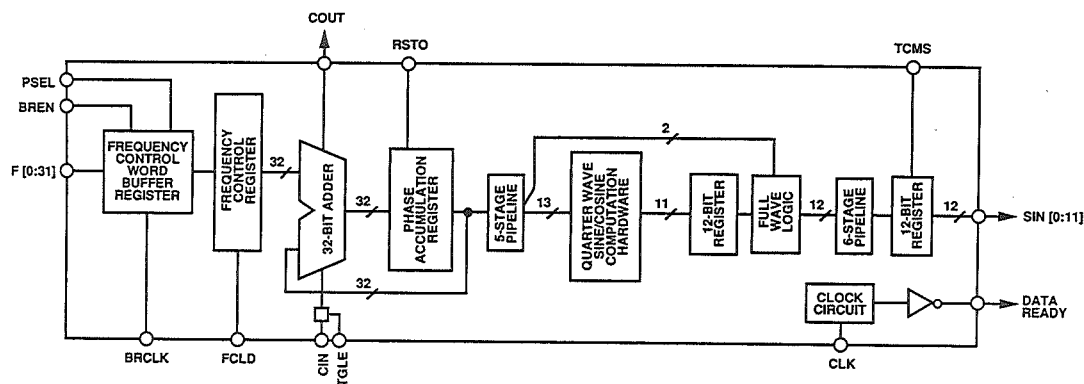 COUT
RSTO
TCMS
PSEL
BREN
F [0:31]
FREQUENCY
CONTROL
WORD
BUFFER
REGISTER
FREQUENCY
CONTROL
REGISTER
32
32-BIT ADDER
32
PHASE
ACCUMULATION
REGISTER
32
5-STAGE
PIPELINE
2
13
QUARTER WAVE
SINE/COSINE
COMPUTATION
HARDWARE
11
12-BIT
REGISTER
FULL
WAVE
LOGIC
12
6-STAGE
PIPELINE
12-BIT
REGISTER
12
SIN [0:11]
CLOCK
CIRCUIT
DATA
READY
BRCLK
FCLD
CIN
TGLE
CLK